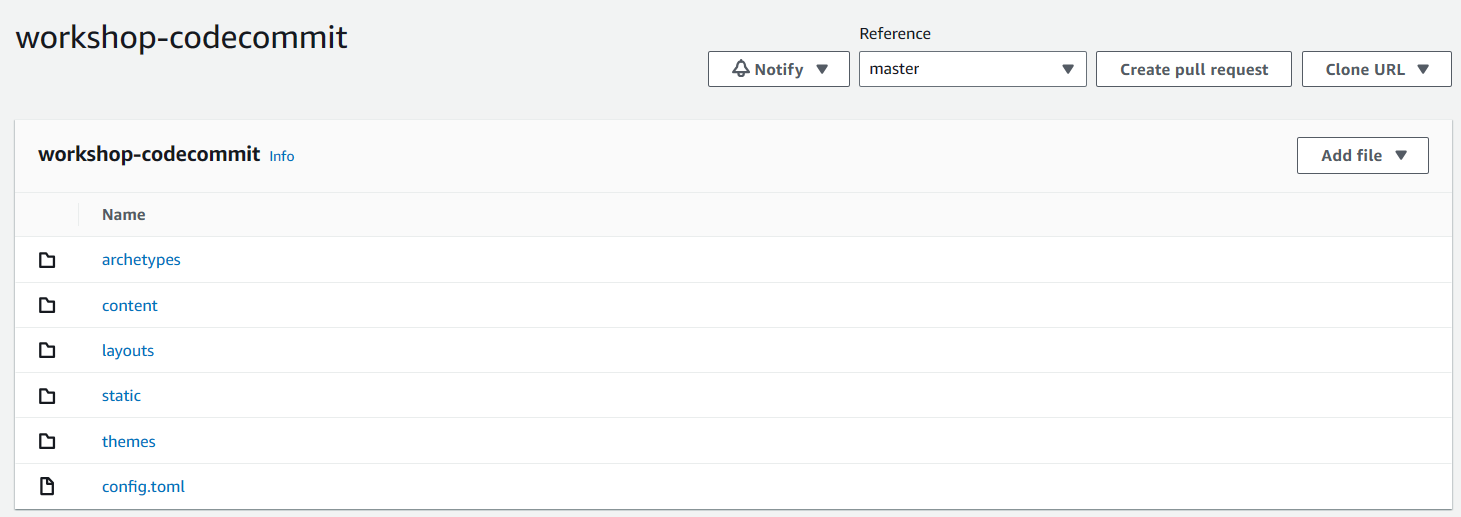 workshop-codecommit
Reference
Notify
master
Create pull request
Clone URL
workshop-codecommit Info
Add file
Name
archetypes
content
layouts
static
themes
config.toml